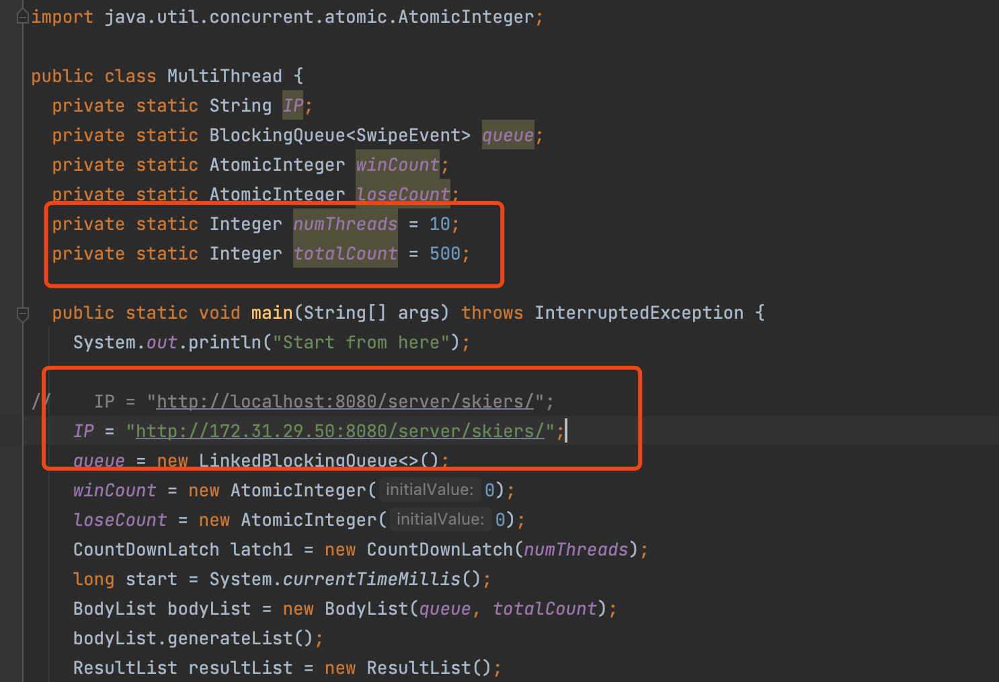 import java.util.concurrent.atomic.AtomicInteger;
public class MultiThread {
private static String IP;
private static BlockingQueue<SwipeEvent> queue;
private static AtomicInteger winCount;
private static AtomicInteger loseCount;
private static Integer numThreads = 10;
private static Integer totalCount = 500;
public static void main(String[] args) throws InterruptedException {
System.out.println("Start from here");
//    IP = "http://localhost:8080/server/skiers/";
IP = "http://172.31.29.50:8080/server/skiers/";
queue = new LinkedBlockingQueue<>();
winCount = new AtomicInteger( initialValue: 0);
loseCount = new AtomicInteger( initialValue: 0);
CountDownLatch latch1 = new CountDownLatch(numThreads);
long start = System.currentTimeMillis();
BodyList bodyList = new BodyList(queue, totalCount);
bodyList.generateList();
ResultList resultList = new ResultList();